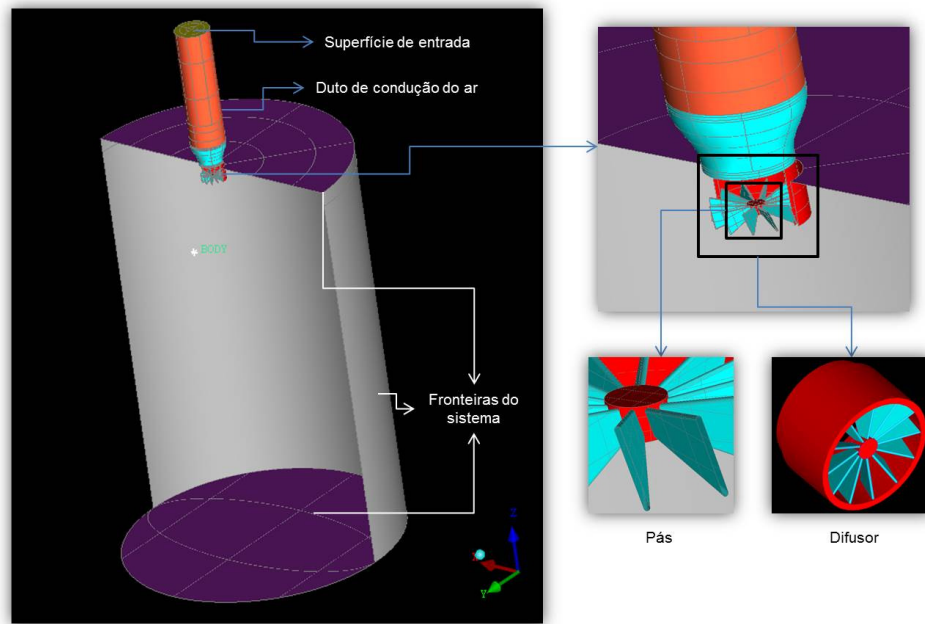 Superfície de entrada
Duto de condução do ar
BODY
Fronteiras do
sistema
Z
X
Y
Pás
Difusor